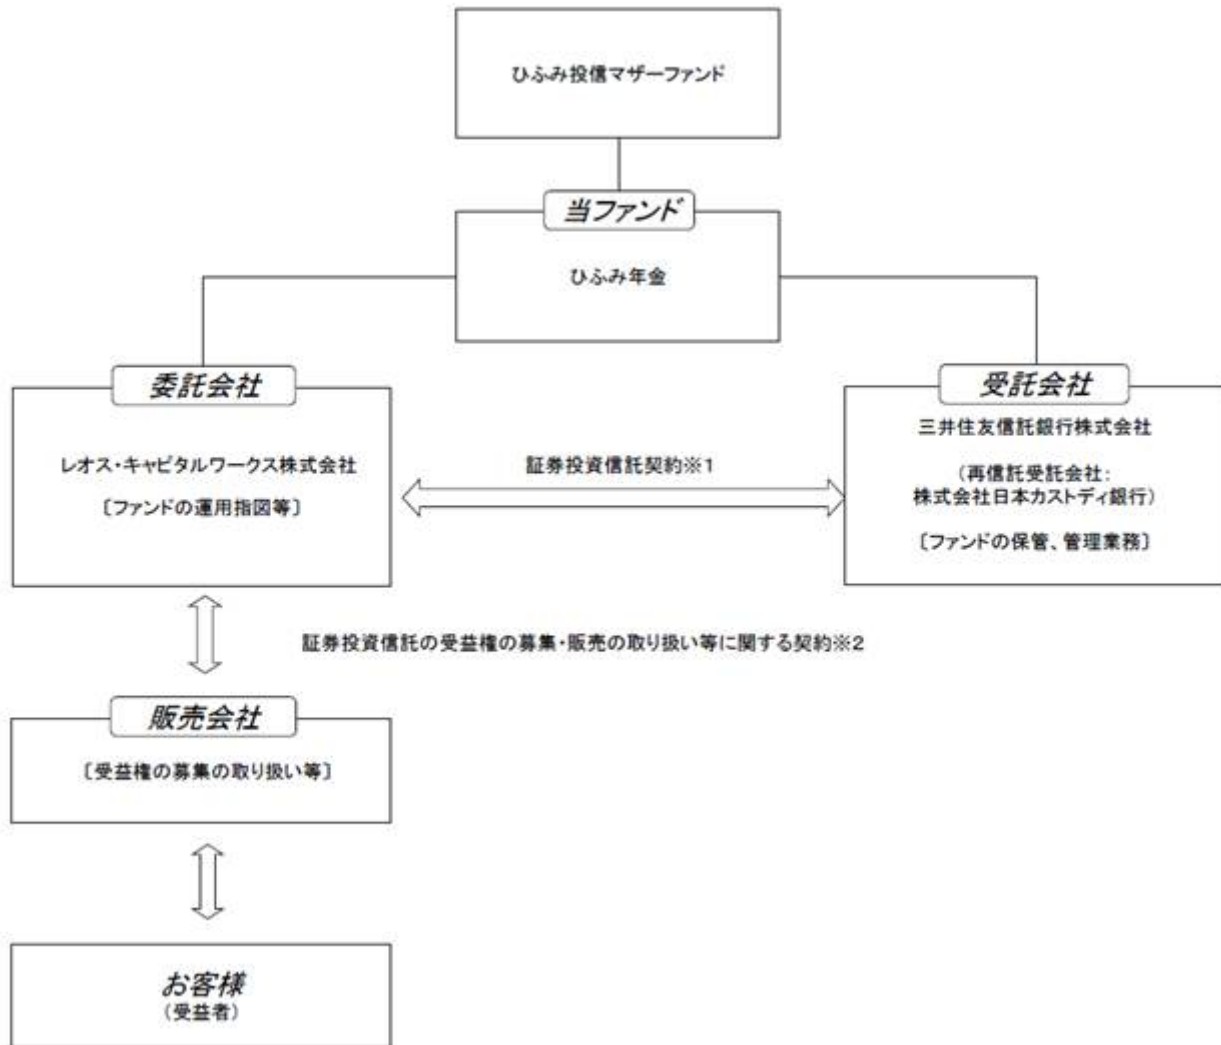 ひふみ投信マザーファンド
当ファンド
ひふみ年金
委託会社
レオス・キャピタルワークス株式会社
〔ファンドの運用指図等〕
証券投資信託契約※1
受託会社
三井住友信託銀行株式会社
(再信託受託会社:
株式会社日本カストディ銀行)
〔ファンドの保管、管理業務〕
証券投資信託の受益権の募集・販売の取り扱い等に関する契約※2
販売会社
〔受益権の募集の取り扱い等〕
お客様
(受益者)